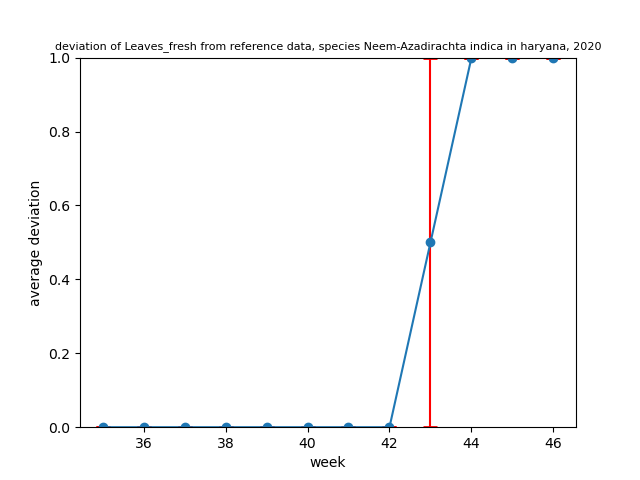 deviation of Leaves_fresh from reference data, species Neem-Azadirachta indica in haryana, 2020
1.0
0.8
0.6
0.4
0.2
0.0
average deviation
36 38 40 42 44 46
week